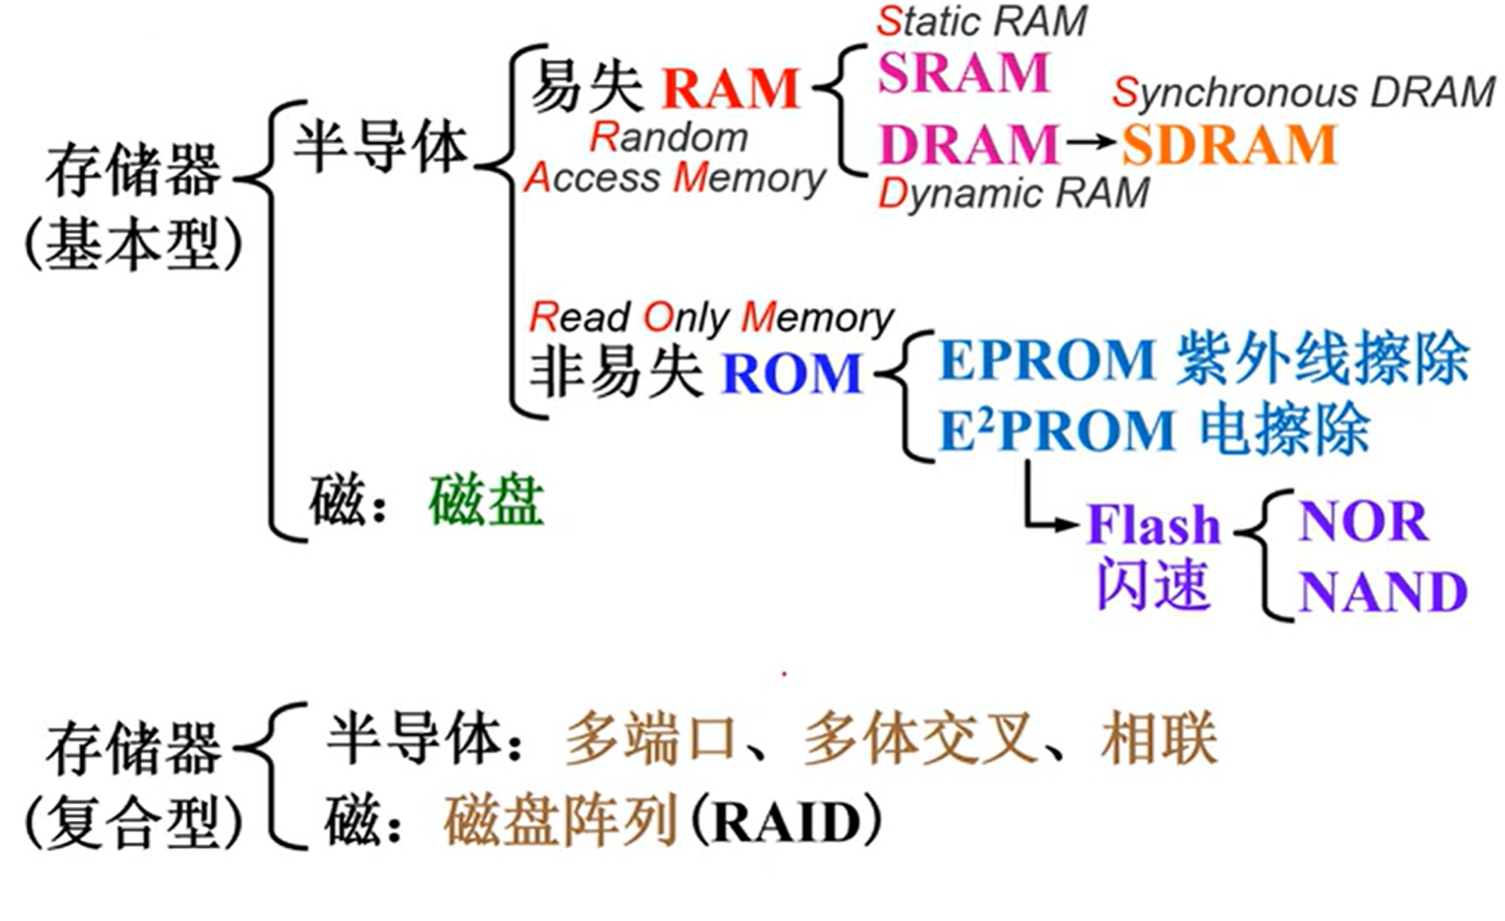 Static RAM
易失 RAM
SRAM
Synchronous DRAM
半导体
Random
DRAM
SDRAM
存储器
Access Memory
Dynamic RAM
(基本型)
Read Only Memory
非易失 ROM
EPROM 紫外线擦除
E²PROM 电擦除
磁：磁盘
Flash
NOR
闪速
NAND
存储器
半导体：多端口、多体交叉、相联
(复合型)
磁：磁盘阵列(RAID)